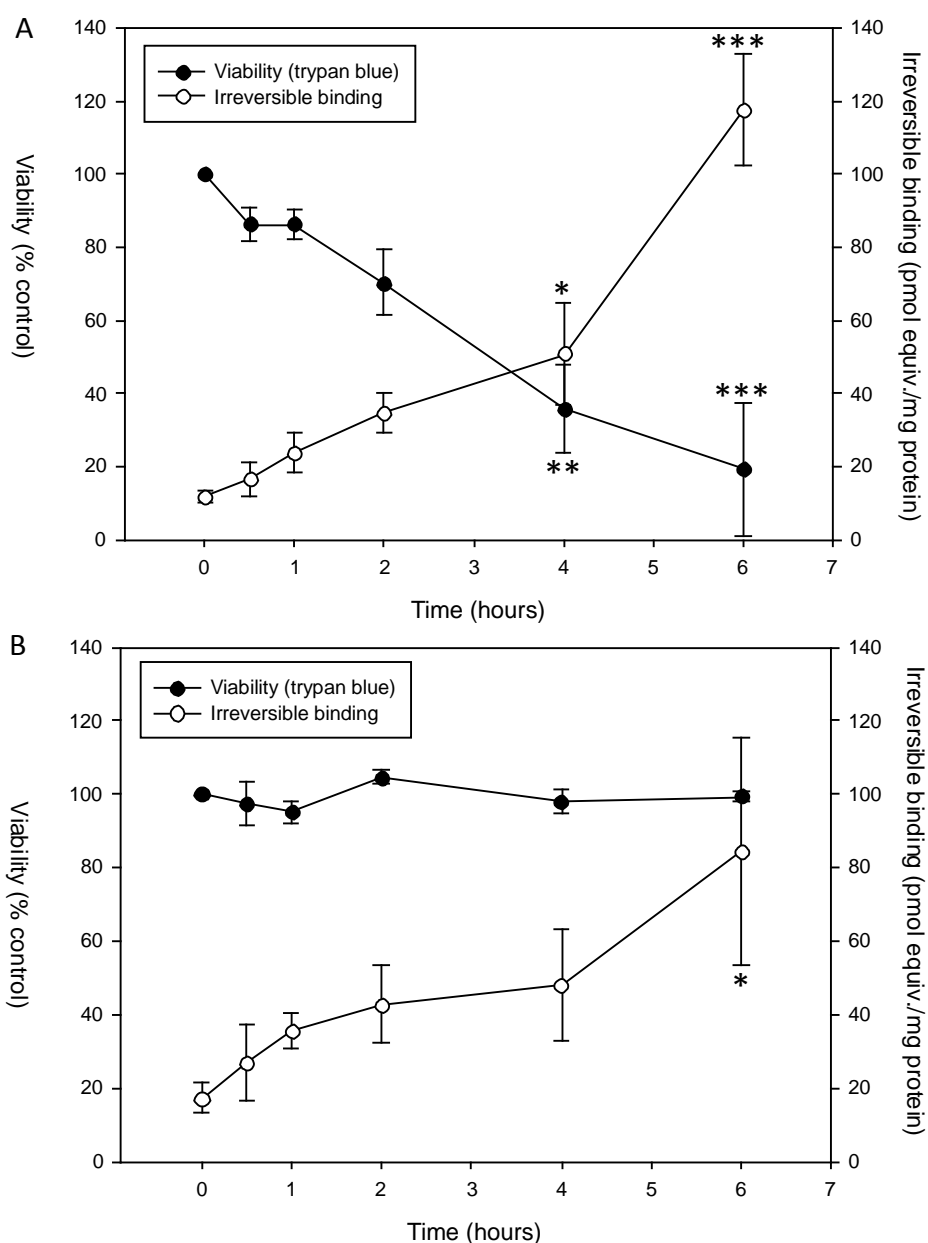 A
140
120
100
80
60
40
20
0
Viability (% control)
Viability (trypan blue)
Irreversible binding
*
**
***
***
140
120
100
80
60
40
20
0
Irreversible binding (pmol equiv./mg protein)
0 1 2 3 4 5 6 7
Time (hours)
B
140
120
100
80
60
40
20
0
Viability (% control)
Viability (trypan blue)
Irreversible binding
*
140
120
100
80
60
40
20
0
Irreversible binding (pmol equiv./mg protein)
0 1 2 3 4 5 6 7
Time (hours)